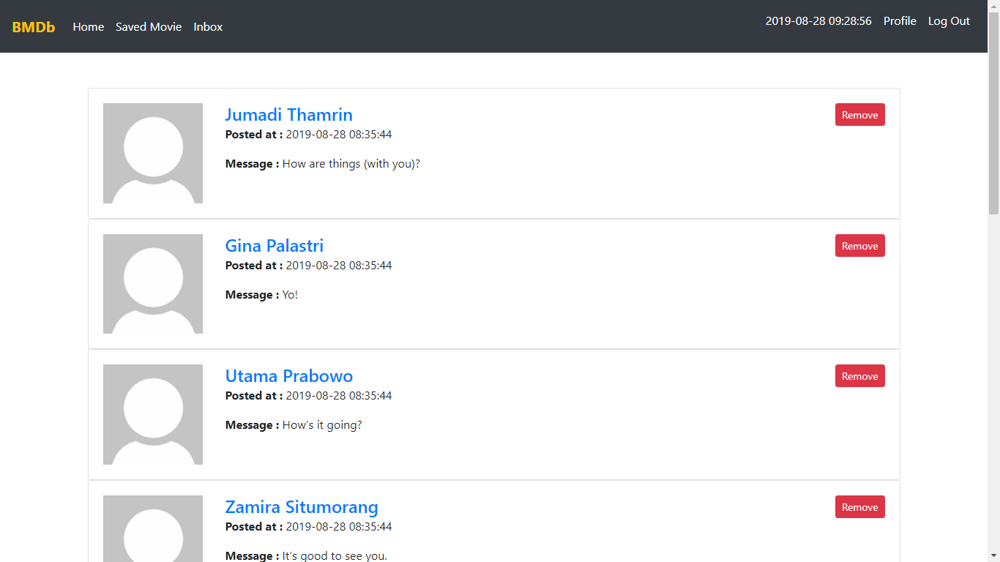 BMDb Home Saved Movie Inbox 2019-08-28 09:28:56 Profile Log Out
Jumadi Thamrin Remove
Posted at : 2019-08-28 08:35:44
Message : How are things (with you)?
Gina Palastri Remove
Posted at : 2019-08-28 08:35:44
Message : Yo!
Utama Prabowo Remove
Posted at : 2019-08-28 08:35:44
Message : How's it going?
Zamira Situmorang Remove
Posted at : 2019-08-28 08:35:44
Message : It's good to see you.